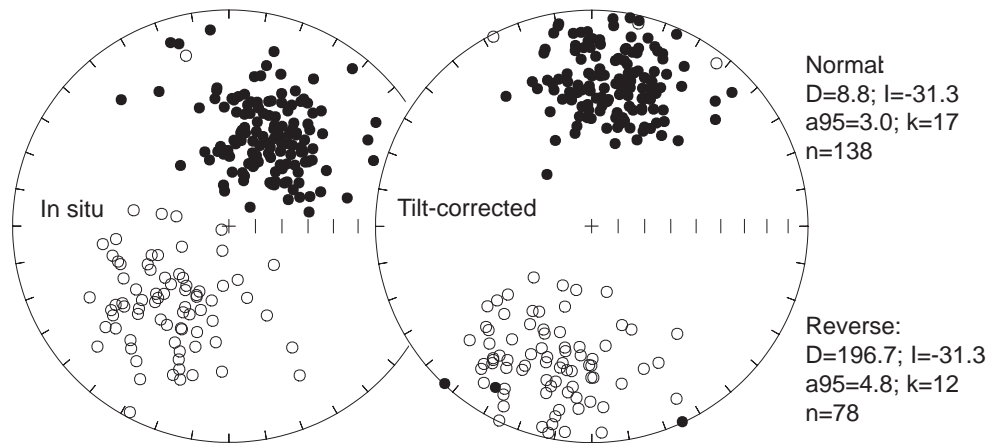 In situ
Tilt-corrected
Normal:
D=8.8; I=-31.3
a95=3.0; k=17
n=138
Reverse:
D=196.7; I=-31.3
a95=4.8; k=12
n=78